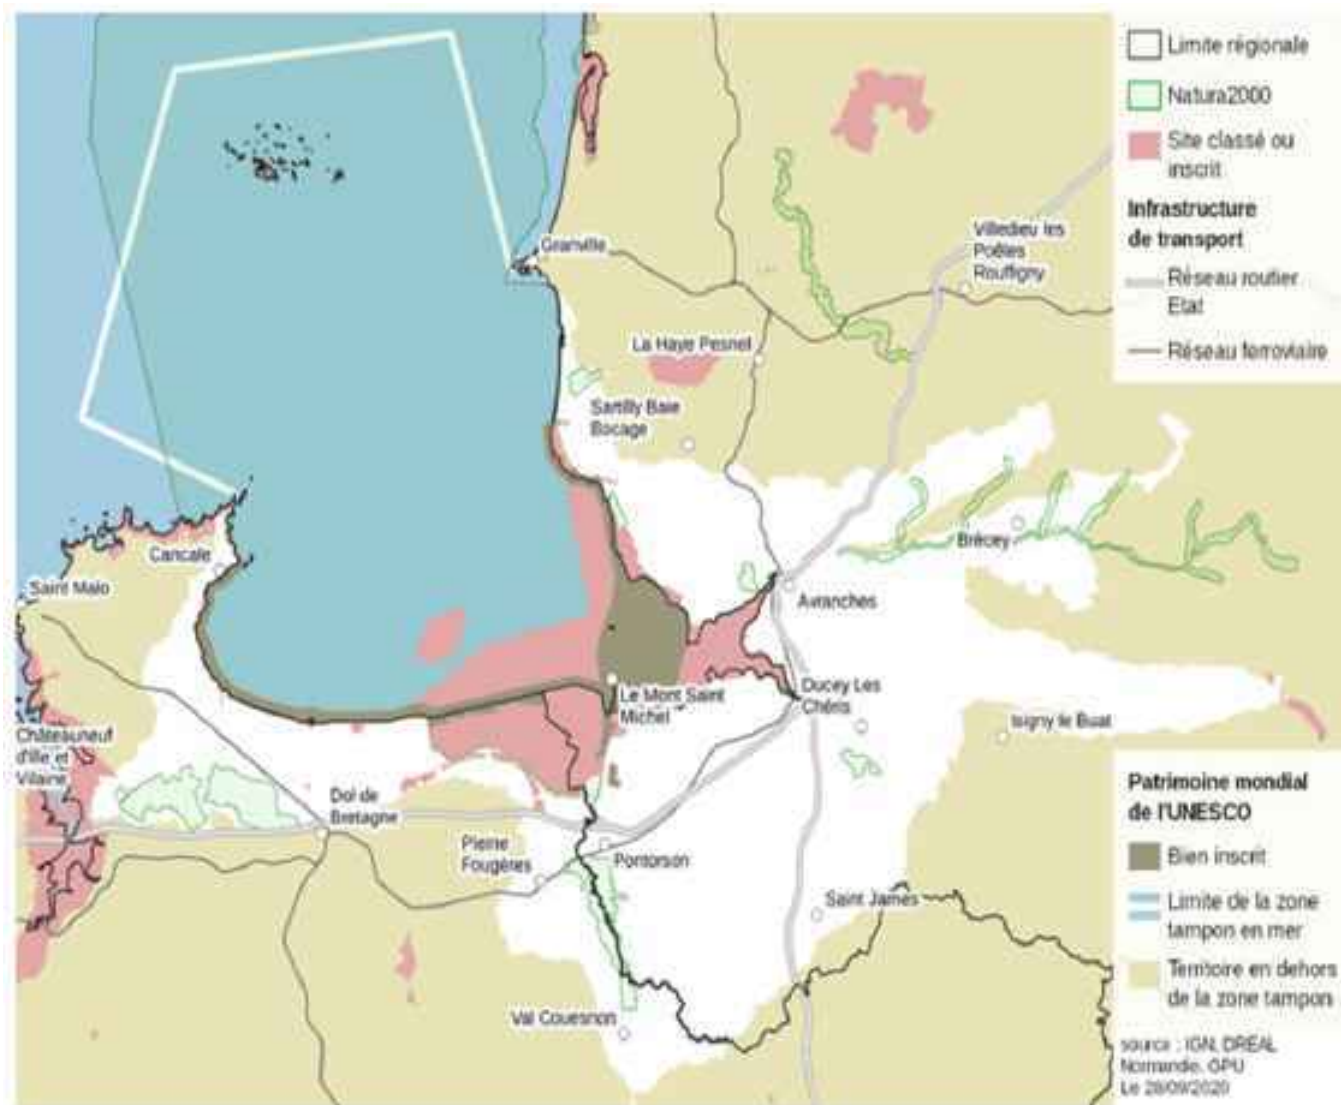 Limite régionale
Natura2000
Site classé ou
inscrit
Infrastructure
de transport
Réseau routier
Etat
Réseau ferroviaire
Granville
Villedieu les
Poêles
Rouffigny
La Haye Pesnel
Sartilly Baie
Bocage
Cancale
Saint Malo
Brécey
Avranches
Le Mont Saint
Michel
Ducey Les
Chéris
Isigny le Buat
Châteauneuf
d'Ille et
Vilaine
Dol de
Bretagne
Pleine
Fougères
Pontorson
Saint James
Val Couesnon
Patrimoine mondial
de l'UNESCO
Bien inscrit
Limite de la zone
tampon en mer
Territoire en dehors
de la zone tampon
source : IGN, DREAL
Normandie, GPU
Le 28/09/2020